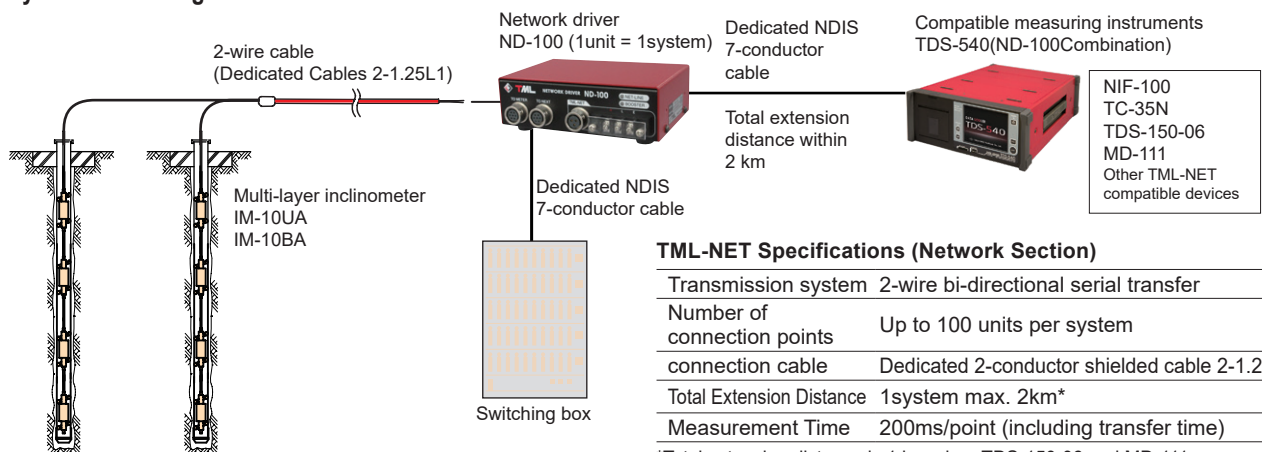 Network driver
ND-100 (1unit = 1system)
Dedicated NDIS
7-conductor
cable
Compatible measuring instruments
TDS-540(ND-100Combination)
2-wire cable
(Dedicated Cables 2-1.25L1)
TML NETWORK DRIVER ND-100
TDS-540
NIF-100
TC-35N
TDS-150-06
MD-111
Other TML-NET
compatible devices
Total extension
distance within
2 km
Multi-layer inclinometer
IM-10UA
IM-10BA
Dedicated NDIS
7-conductor cable
Switching box
TML-NET Specifications (Network Section)
Transmission system 2-wire bi-directional serial transfer
Number of
connection points Up to 100 units per system
connection cable Dedicated 2-conductor shielded cable 2-1.2
Total Extension Distance 1system max. 2km*
Measurement Time 200ms/point (including transfer time)